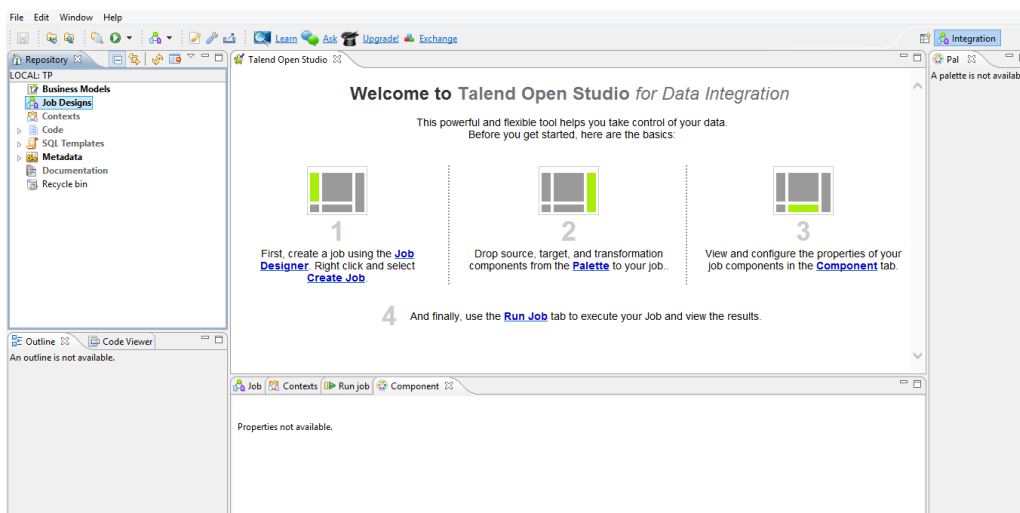 File Edit Window Help
Learn Ask Upgrade! Exchange
Integration
Repository
LOCAL: TP
Business Models
Job Designs
Contexts
Code
SQL Templates
Metadata
Documentation
Recycle bin
Talend Open Studio
Welcome to Talend Open Studio for Data Integration
This powerful and flexible tool helps you take control of your data.
Before you get started, here are the basics:
1
First, create a job using the Job
Designer. Right click and select
Create Job.
2
Drop source, target, and transformation
components from the Palette to your job..
3
View and configure the properties of your
job components in the Component tab.
4 And finally, use the Run Job tab to execute your Job and view the results.
Pal
A palette is not availab
Outline Code Viewer
An outline is not available.
Job Contexts Run job Component
Properties not available.